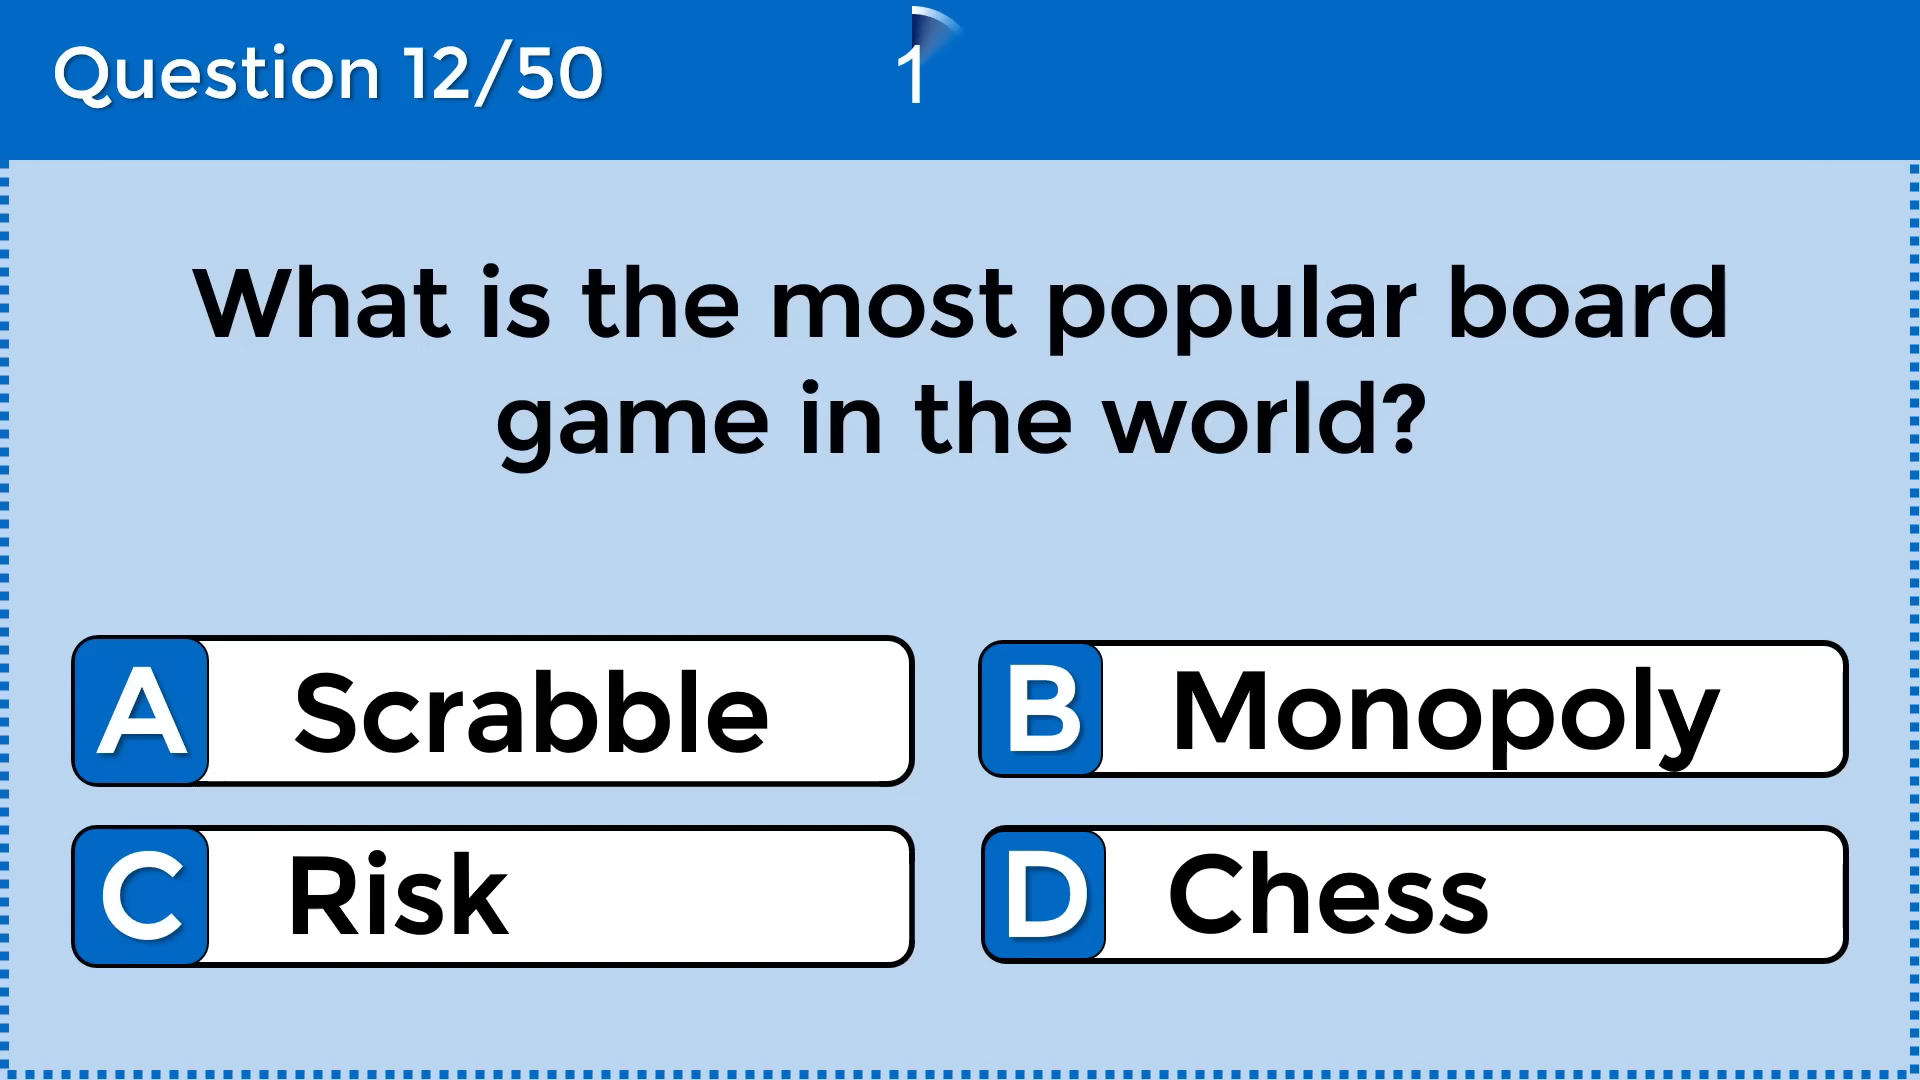 Question 12/50
1
What is the most popular board
game in the world?
A Scrabble
B Monopoly
C Risk
D Chess